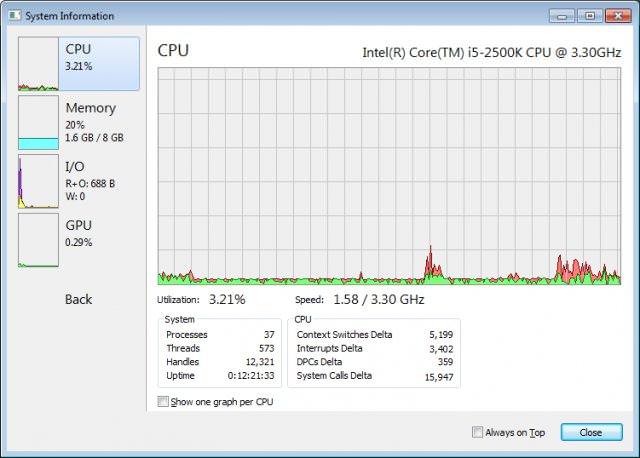 System Information
CPU
3.21%
Memory
20%
1.6 GB / 8 GB
I/O
R+O: 688 B
W: 0
GPU
0.29%
Back
CPU Intel(R) Core(TM) i5-2500K CPU @ 3.30GHz
Utilization: 3.21% Speed: 1.58 / 3.30 GHz
System
Processes 37
Threads 573
Handles 12,321
Uptime 0:12:21:33
CPU
Context Switches Delta 5,199
Interrupts Delta 3,402
DPCs Delta 359
System Calls Delta 15,947
Show one graph per CPU
Always on Top
Close